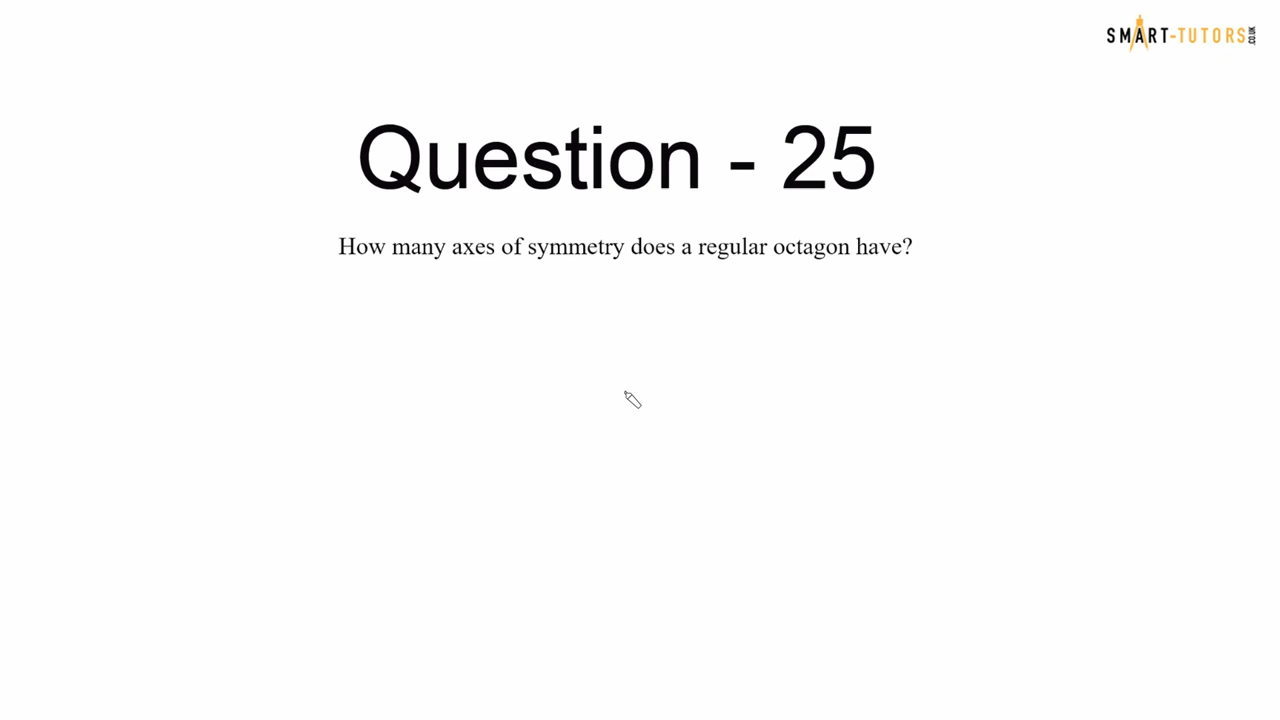 SMART-TUTORS.CO.UK
Question - 25
How many axes of symmetry does a regular octagon have?